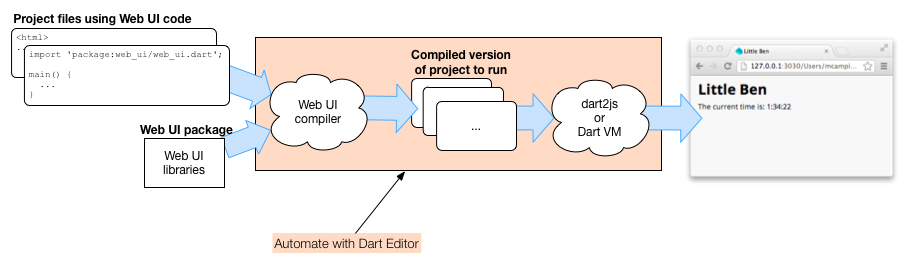 Project files using Web UI code
<html>
...
import 'package:web_ui/web_ui.dart';
main() {
...
}
Web UI package
Web UI
libraries
Web UI
compiler
Compiled version
of project to run
...
dart2js
or
Dart VM
Automate with Dart Editor
Little Ben
127.0.0.1:3030/Users/mcampi...
Little Ben
The current time is: 1:34:22